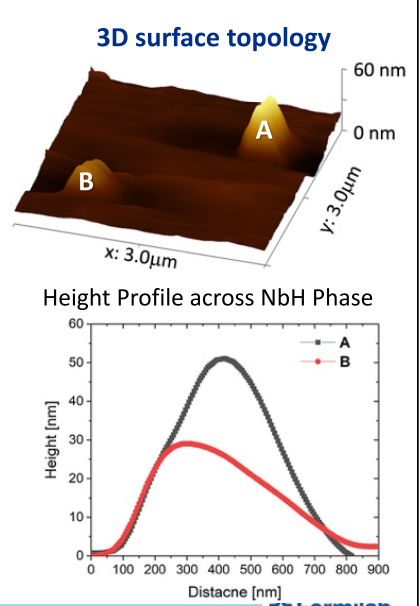 3D surface topology
60 nm
A
0 nm
B
y: 3.0µm
x: 3.0µm
Height Profile across NbH Phase
60
A
50
B
40
30
20
10
0
Height [nm]
0 100 200 300 400 500 600 700 800 900
Distacne [nm]